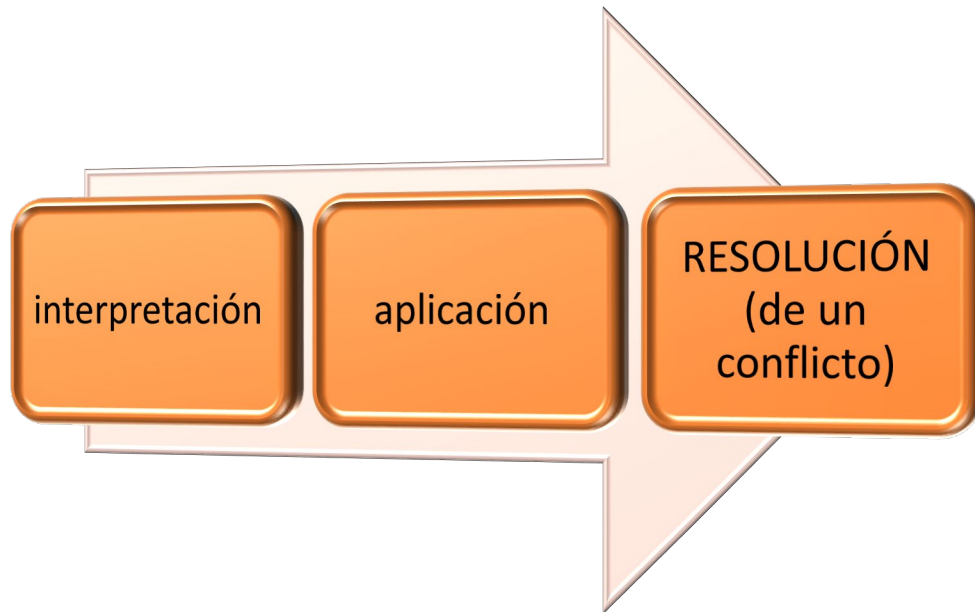 interpretación
aplicación
RESOLUCIÓN
(de un
conflicto)